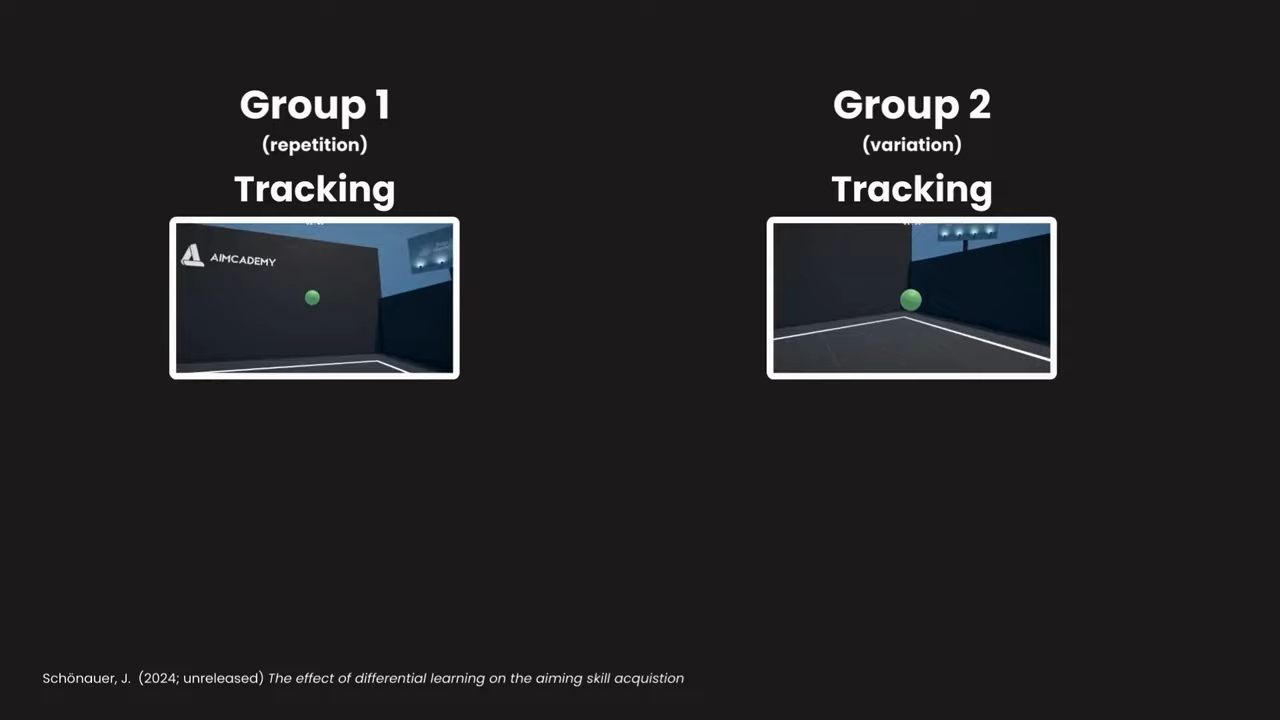 Group 1
(repetition)
Tracking
AIMCADEMY
Group 2
(variation)
Tracking
Schönauer, J. (2024; unreleased) The effect of differential learning on the aiming skill acquistion